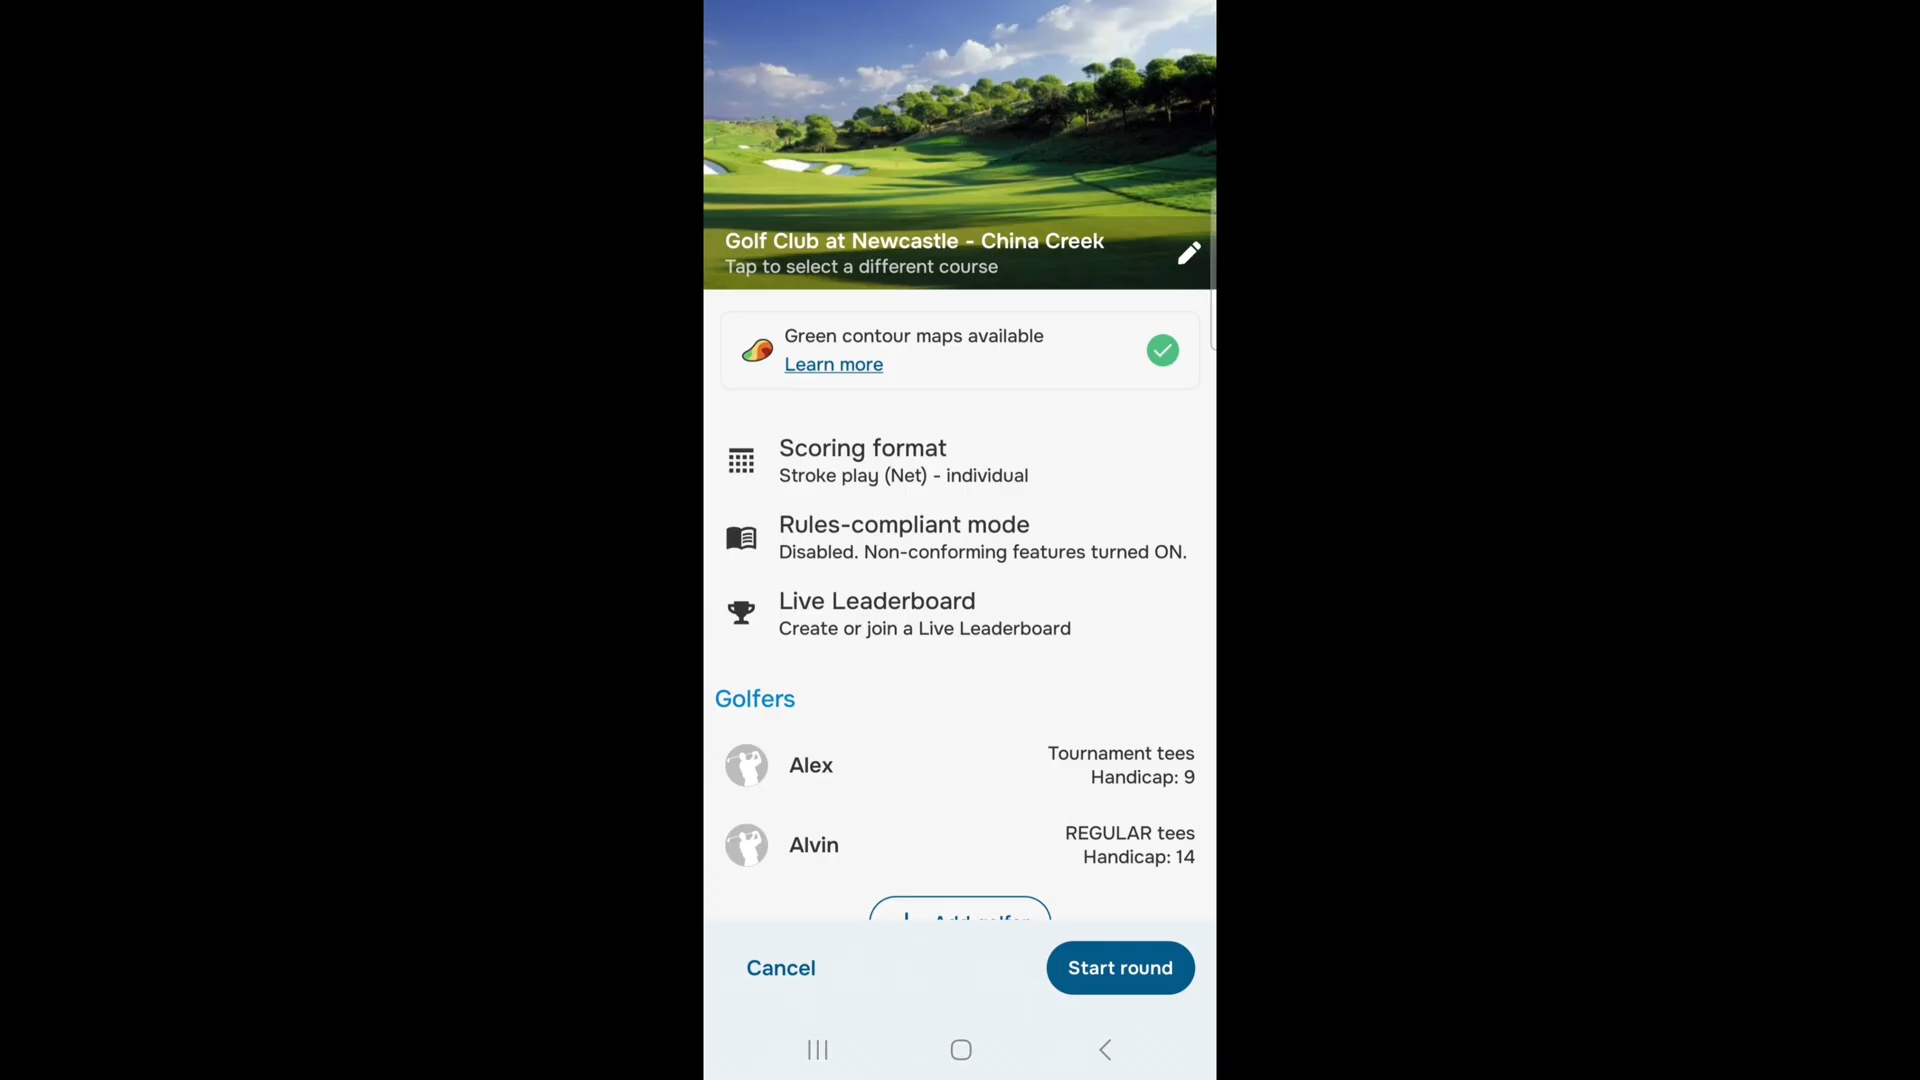 Golf Club at Newcastle - China Creek
Tap to select a different course
Green contour maps available
Learn more
Scoring format
Stroke play (Net) - individual
Rules-compliant mode
Disabled. Non-conforming features turned ON.
Live Leaderboard
Create or join a Live Leaderboard
Golfers
Alex
Tournament tees
Handicap: 9
Alvin
REGULAR tees
Handicap: 14
Add golfer
Cancel
Start round